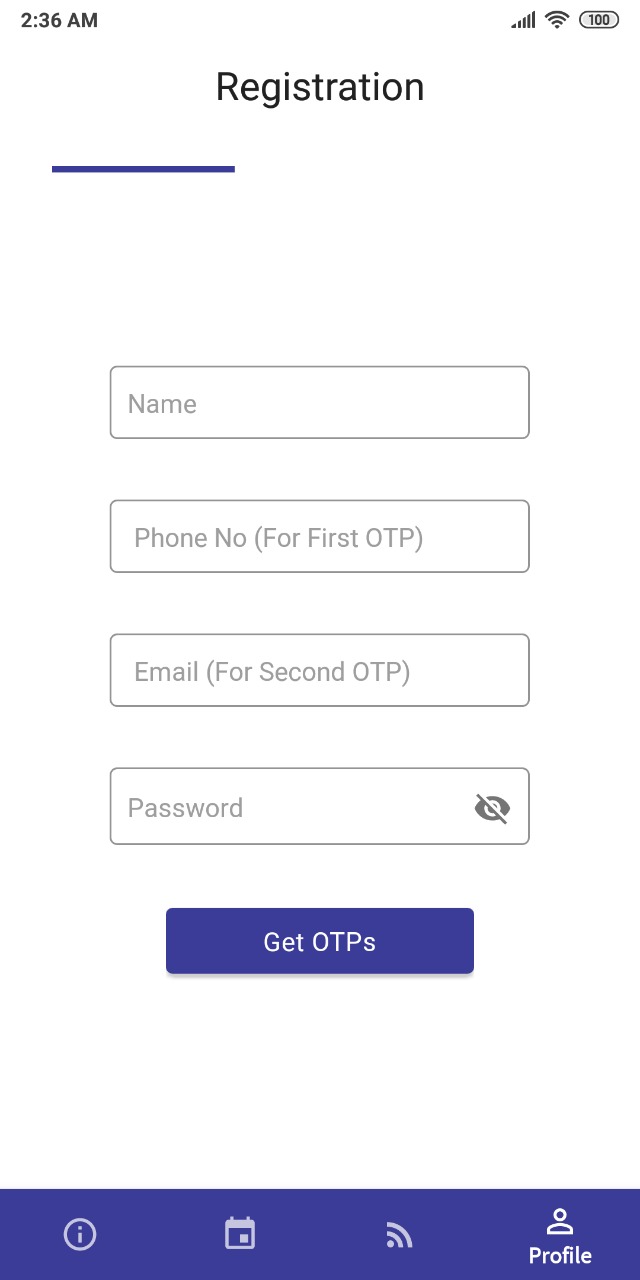 2:36 AM 100
Registration
Name
Phone No (For First OTP)
Email (For Second OTP)
Password
Get OTPs
Profile